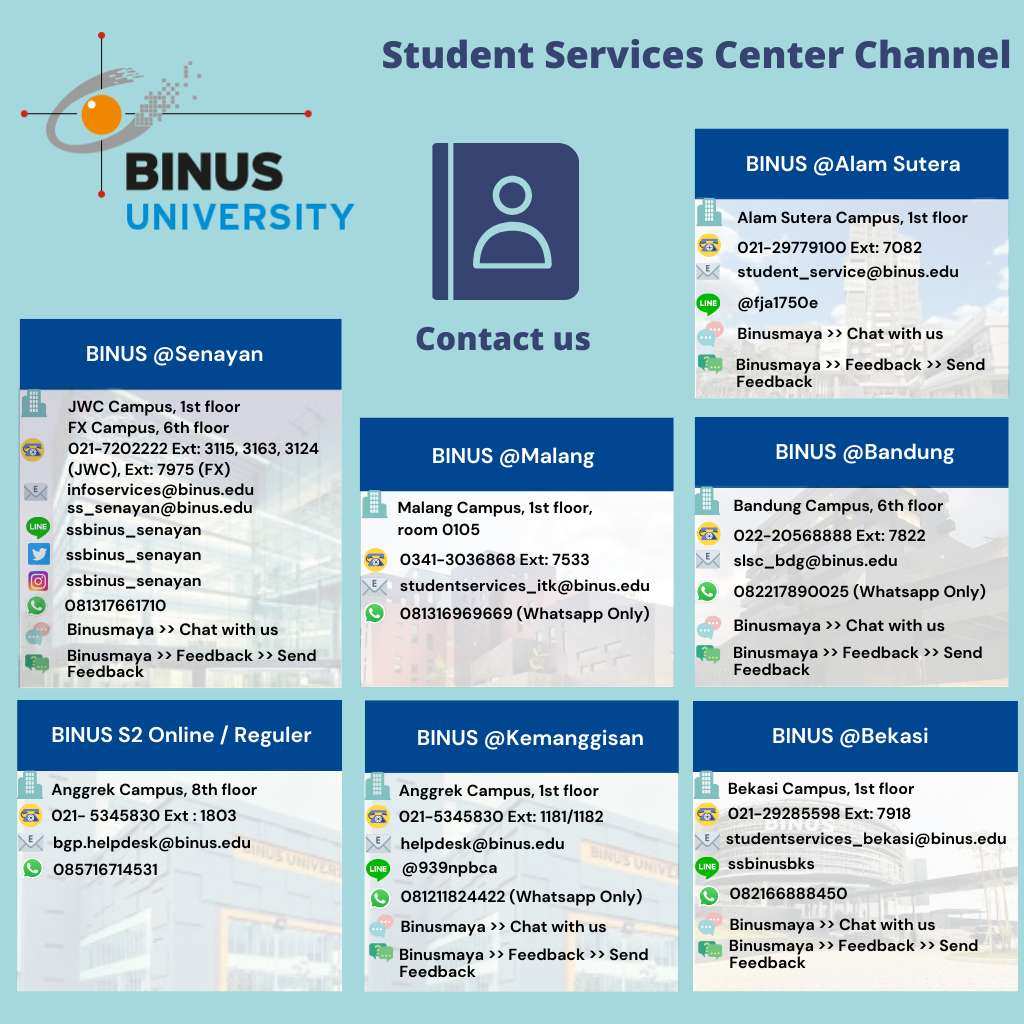 Student Services Center Channel
BINUS
UNIVERSITY
Contact us
BINUS @Alam Sutera
Alam Sutera Campus, 1st floor
021-29779100 Ext: 7082
E
student_service@binus.edu
LINE
@fja1750e
Binusmaya >> Chat with us
Binusmaya >> Feedback >> Send
Feedback
BINUS @Senayan
JWC Campus, 1st floor
FX Campus, 6th floor
021-7202222 Ext: 3115, 3163, 3124
(JWC), Ext: 7975 (FX)
E
infoservices@binus.edu
ss_senayan@binus.edu
LINE
ssbinus_senayan
ssbinus_senayan
ssbinus_senayan
081317661710
Binusmaya >> Chat with us
Binusmaya >> Feedback >> Send
Feedback
BINUS @Malang
Malang Campus, 1st floor,
room 0105
0341-3036868 Ext: 7533
E
studentservices_itk@binus.edu
081316969669 (Whatsapp Only)
BINUS @Bandung
Bandung Campus, 6th floor
022-20568888 Ext: 7822
E
slsc_bdg@binus.edu
082217890025 (Whatsapp Only)
Binusmaya >> Chat with us
Binusmaya >> Feedback >> Send
Feedback
BINUS S2 Online / Reguler
Anggrek Campus, 8th floor
021- 5345830 Ext : 1803
E
bgp.helpdesk@binus.edu
085716714531
BINUS UNIVERSITY
BINUS @Kemanggisan
Anggrek Campus, 1st floor
021-5345830 Ext: 1181/1182
E
helpdesk@binus.edu
LINE
@939npbca
081211824422 (Whatsapp Only)
Binusmaya >> Chat with us
Binusmaya >> Feedback >> Send
Feedback
BINUS UNIVERSITY
BINUS @Bekasi
Bekasi Campus, 1st floor
021-29285598 Ext: 7918
BINUS
E
studentservices_bekasi@binus.edu
LINE
ssbinusbks
082166888450
Binusmaya >> Chat with us
Binusmaya >> Feedback >> Send
Feedback